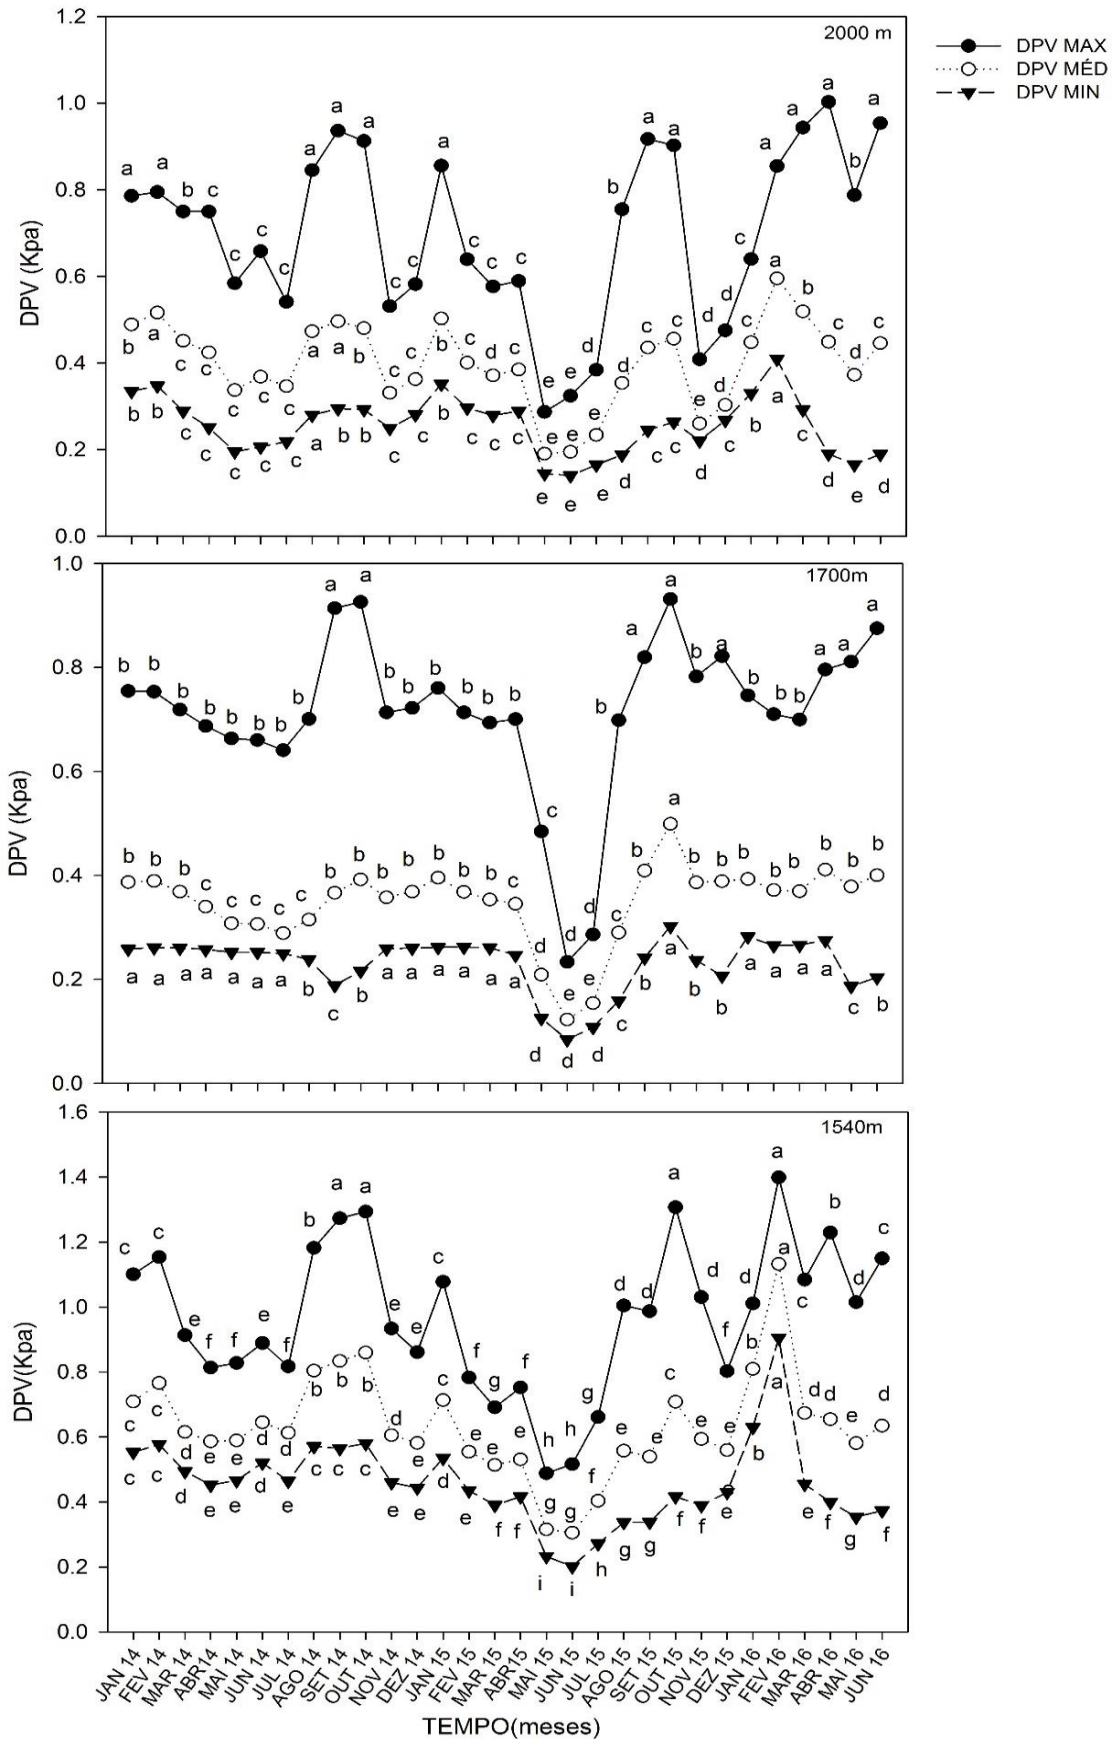 DPV MAX
DPV MÉD
DPV MIN
2000 m
DPV (Kpa)
1.2
1.0
0.8
0.6
0.4
0.2
0.0
a a b c c c c a a a c c a c c c e e d b a a d d c a a a b a
b a c c c c c a a b c c b c d c e e e d c c e d c a b c d c
b b c c c c c a b b c c b c c c e e e d c c d c b a c d e d
1700m
DPV (Kpa)
1.0
0.8
0.6
0.4
0.2
0.0
b b b b b b b b a a b b b b b b c d d b a a b a b b b a a a
b b b c c c c c b b b b b b b c d e e c b a b b b b b b b b
a a a a a a a b c b a a a a a a d d d c b a b b a a a a c b
1540m
DPV(Kpa)
1.6
1.4
1.2
1.0
0.8
0.6
0.4
0.2
0.0
c c e f f e f b a a e e c f g f h h g d d a d f d a c b d c
c c d e e d d b b b d e c e e e g g f e e c e e b a d d e d
c c d e e d e c c c e e d e f f i i h g g f f e b a e f g f
JAN 14
FEV 14
MAR 14
ABR14
MAI 14
JUN 14
JUL 14
AGO 14
SET 14
OUT 14
NOV 14
DEZ 14
JAN 15
FEV 15
MAR 15
ABR15
MAI 15
JUN 15
JUL 15
AGO 15
SET 15
OUT 15
NOV 15
DEZ 15
JAN 16
FEV 16
MAR 16
ABR 16
MAI 16
JUN 16
TEMPO(meses)